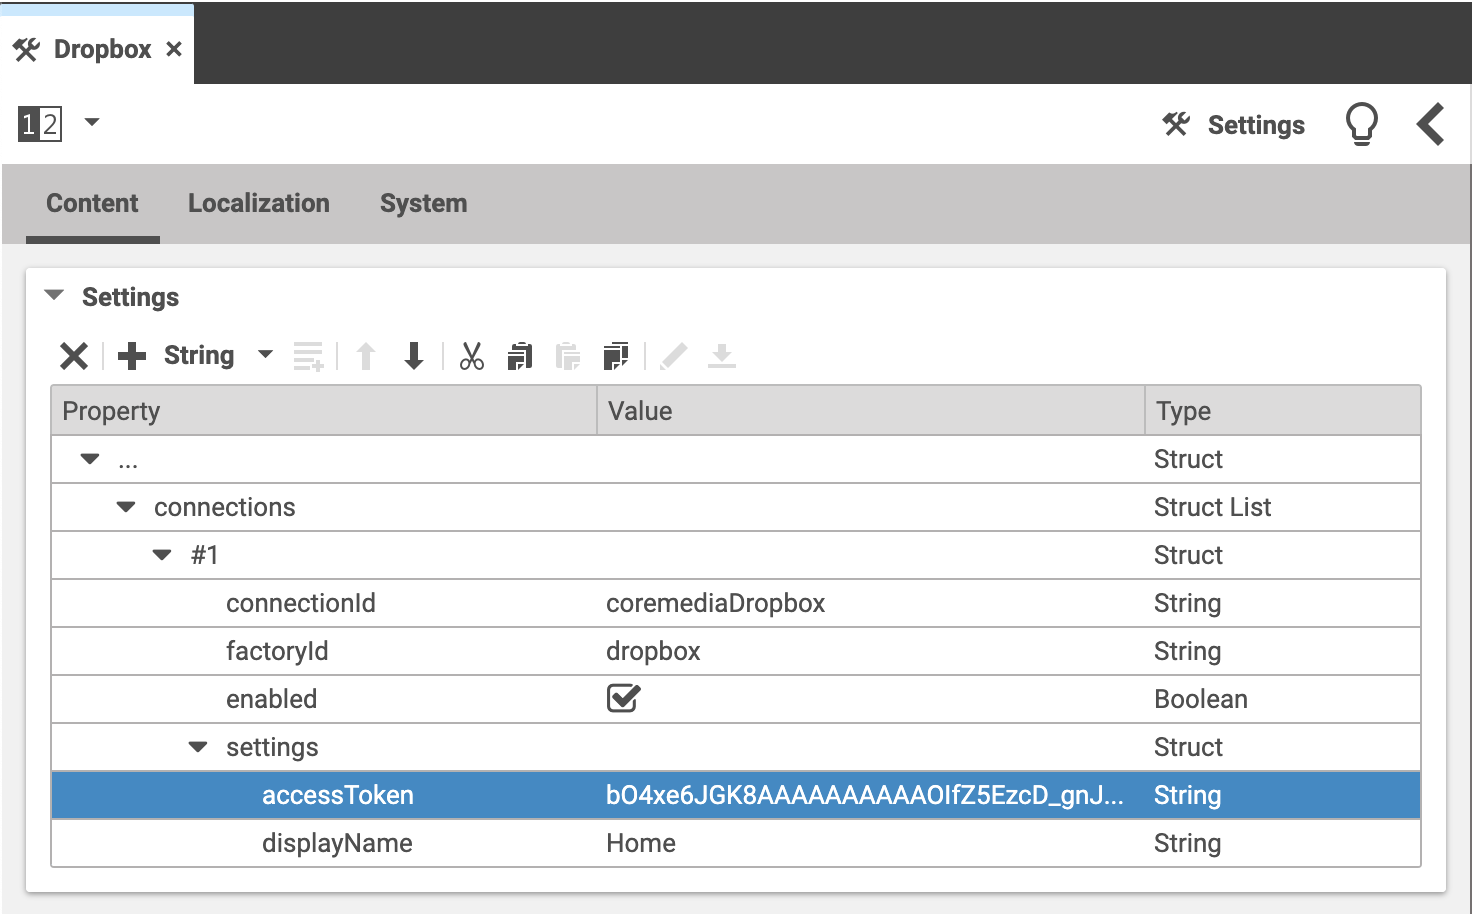 Dropbox
12
Settings
Content Localization System
Settings
String
Property Value Type
... Struct
connections Struct List
#1 Struct
connectionId coremediaDropbox String
factoryId dropbox String
enabled Boolean
settings Struct
accessToken bO4xe6JGK8AAAAAAAAAAOIfZ5EzcD_gnJ... String
displayName Home String